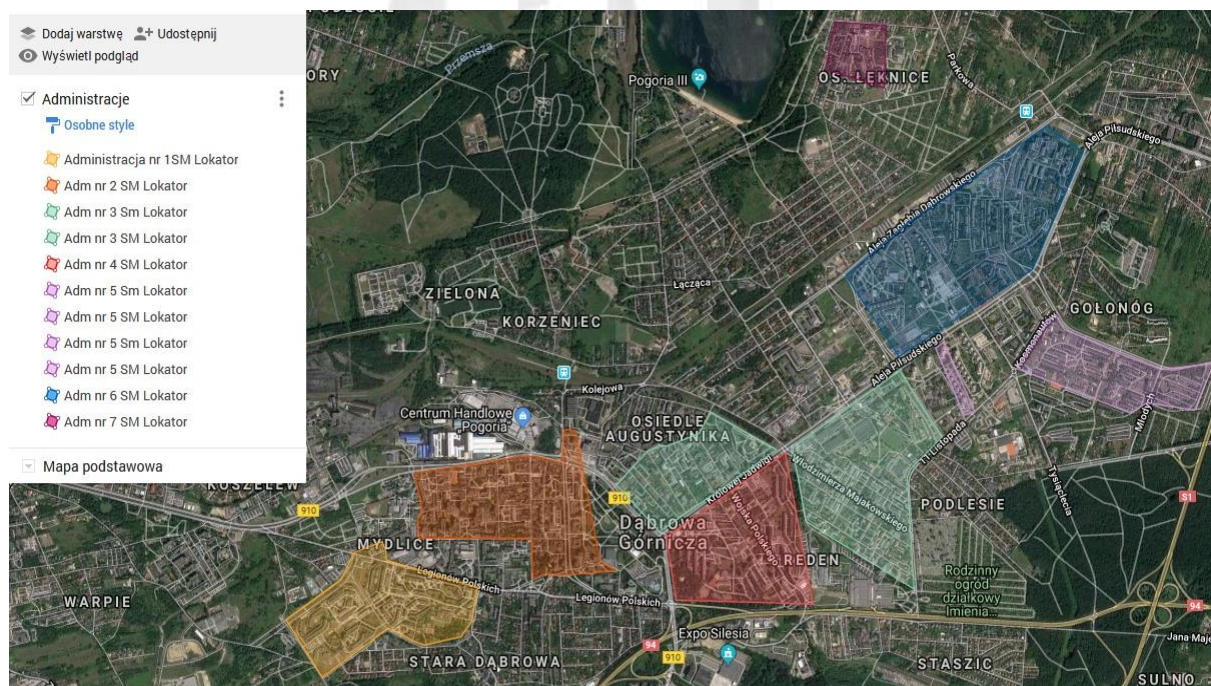 Dodaj warstwę Udostępnij
Wyświetl podgląd
Administracje
Osobne style
Administracja nr 1SM Lokator
Adm nr 2 SM Lokator
Adm nr 3 Sm Lokator
Adm nr 3 SM Lokator
Adm nr 4 SM Lokator
Adm nr 5 Sm Lokator
Adm nr 5 SM Lokator
Adm nr 5 Sm Lokator
Adm nr 5 SM Lokator
Adm nr 6 SM Lokator
Adm nr 7 SM Lokator
Mapa podstawowa
Przemsza
ORY
Pogoria III
OS. ŁĘKNICE
Parkowa
Aleja Piłsudskiego
Aleja Zagłębia Dąbrowskiego
Łącząca
ZIELONA
KORZENIEC
GOŁONÓG
Kosmonautów
Aleja Piłsudskiego
Kolejowa
Centrum Handlowe
„Pogoria”
OSIEDLE
AUGUSTYNIKA
Młodych
11 Listopada
Królowej Jadwigi
Włodzimierza Majakowskiego
Tysiąclecia
KOSZELEW
910
910
S1
Wojska Polskiego
PODLESIE
Dąbrowa
Górnicza
MYDLICE
REDEN
Legionów Polskich
Rodzinny
ogród
działkowy
Imienia...
Legionów Polskich
WARPIE
94
Expo Silesia
94
910
Jana Maj
STARA DĄBROWA
STASZIC
SULNO